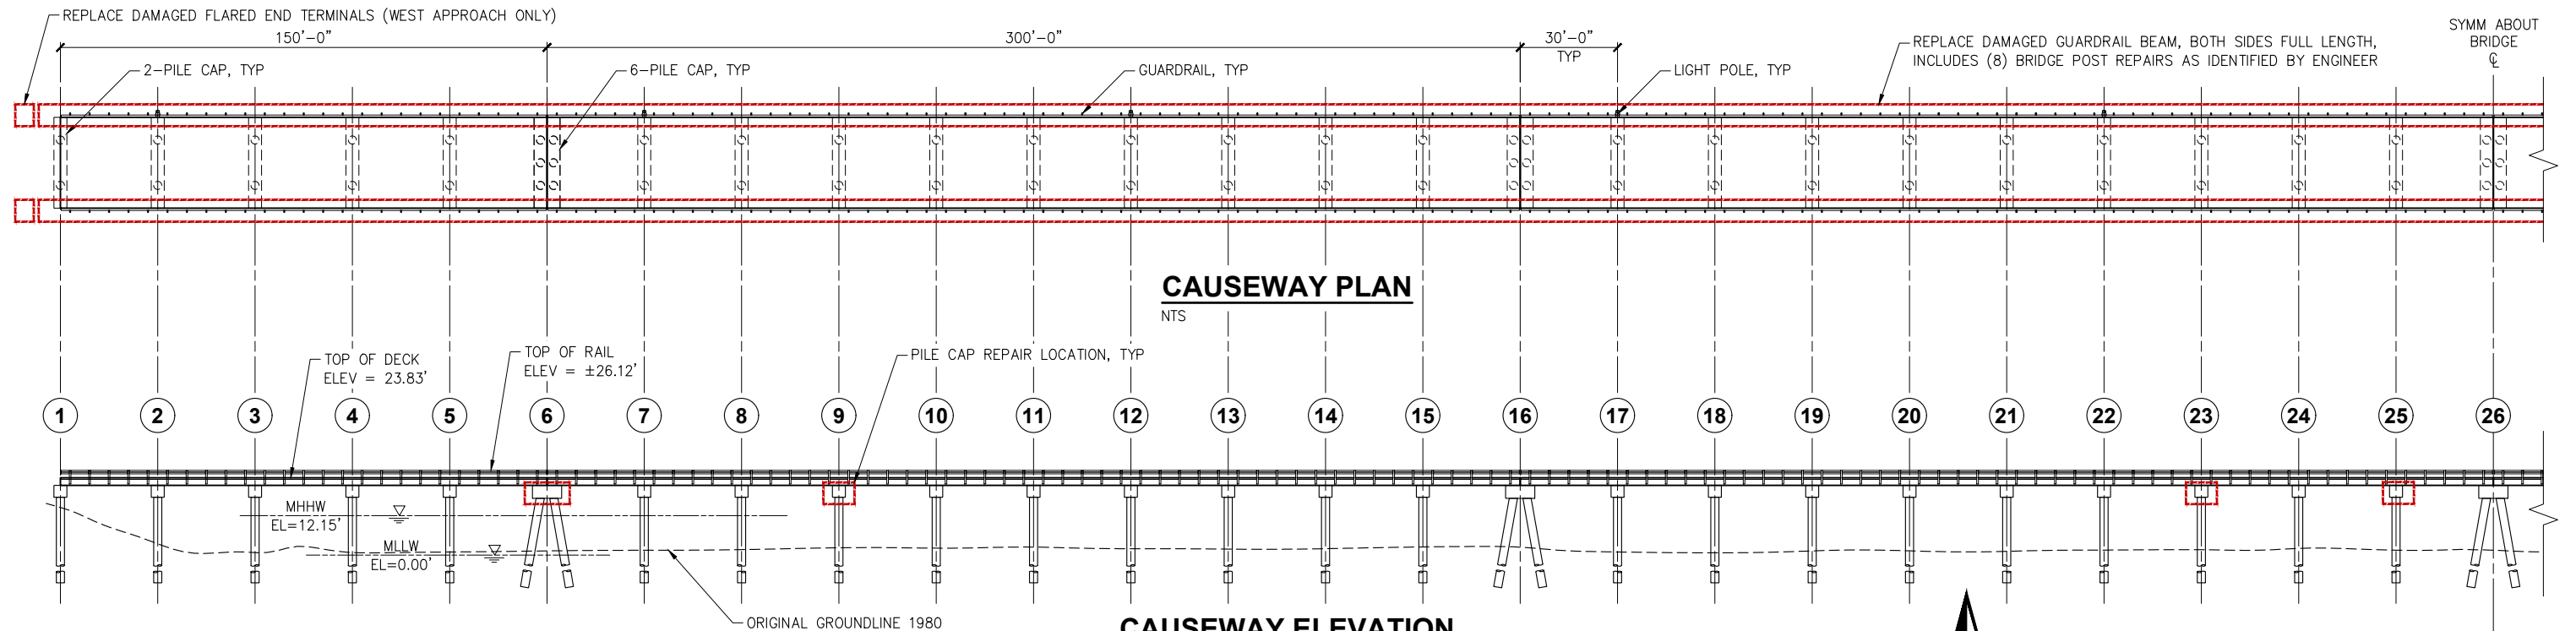 REPLACE DAMAGED FLARED END TERMINALS (WEST APPROACH ONLY)
150'-0"
300'-0"
30'-0"
TYP
SYMM ABOUT
BRIDGE
℄
REPLACE DAMAGED GUARDRAIL BEAM, BOTH SIDES FULL LENGTH,
INCLUDES (8) BRIDGE POST REPAIRS AS IDENTIFIED BY ENGINEER
2-PILE CAP, TYP
6-PILE CAP, TYP
GUARDRAIL, TYP
LIGHT POLE, TYP
CAUSEWAY PLAN
NTS
TOP OF DECK
ELEV = 23.83'
TOP OF RAIL
ELEV = ±26.12'
PILE CAP REPAIR LOCATION, TYP
1 2 3 4 5 6 7 8 9 10 11 12 13 14 15 16 17 18 19 20 21 22 23 24 25 26
MHHW
EL=12.15'
MLLW
EL=0.00'
ORIGINAL GROUNDLINE 1980
CAUSEWAY ELEVATION